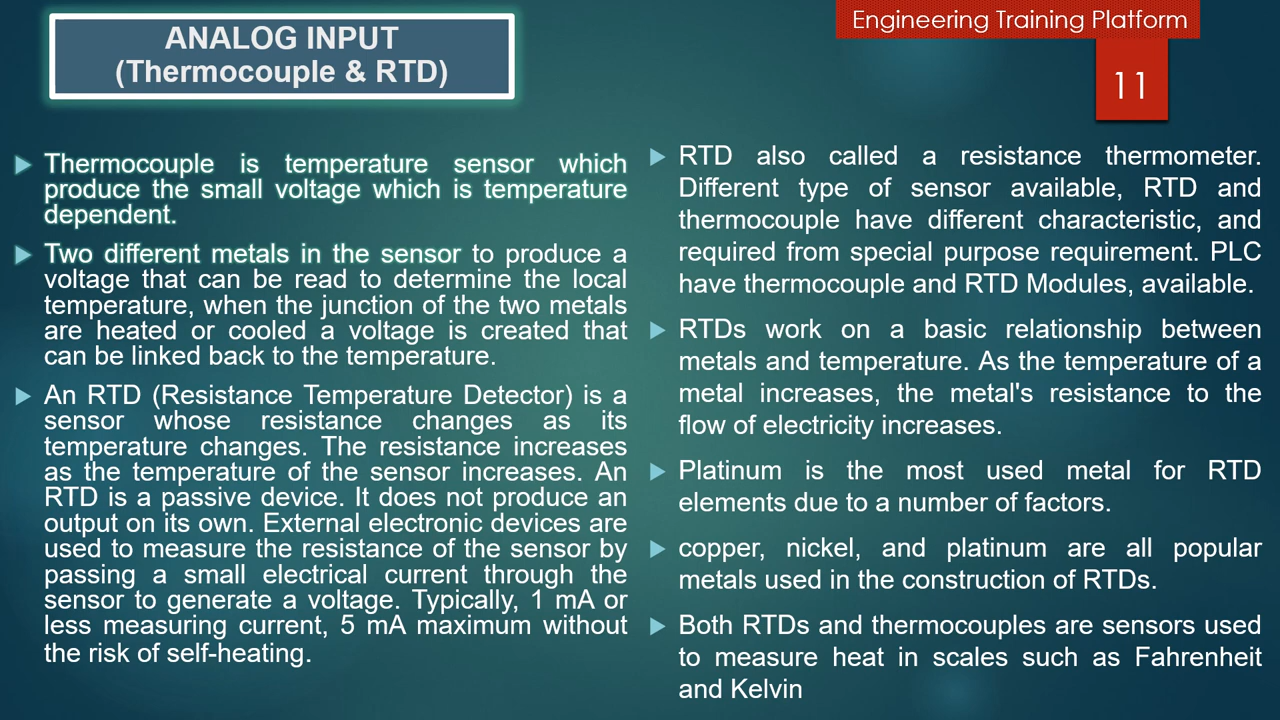 ANALOG INPUT
(Thermocouple & RTD)
Engineering Training Platform
11
Thermocouple is temperature sensor which
produce the small voltage which is temperature
dependent.
Two different metals in the sensor to produce a
voltage that can be read to determine the local
temperature, when the junction of the two metals
are heated or cooled a voltage is created that
can be linked back to the temperature.
An RTD (Resistance Temperature Detector) is a
sensor whose resistance changes as its
temperature changes. The resistance increases
as the temperature of the sensor increases. An
RTD is a passive device. It does not produce an
output on its own. External electronic devices are
used to measure the resistance of the sensor by
passing a small electrical current through the
sensor to generate a voltage. Typically, 1 mA or
less measuring current, 5 mA maximum without
the risk of self-heating.
RTD also called a resistance thermometer.
Different type of sensor available, RTD and
thermocouple have different characteristic, and
required from special purpose requirement. PLC
have thermocouple and RTD Modules, available.
RTDs work on a basic relationship between
metals and temperature. As the temperature of a
metal increases, the metal's resistance to the
flow of electricity increases.
Platinum is the most used metal for RTD
elements due to a number of factors.
copper, nickel, and platinum are all popular
metals used in the construction of RTDs.
Both RTDs and thermocouples are sensors used
to measure heat in scales such as Fahrenheit
and Kelvin